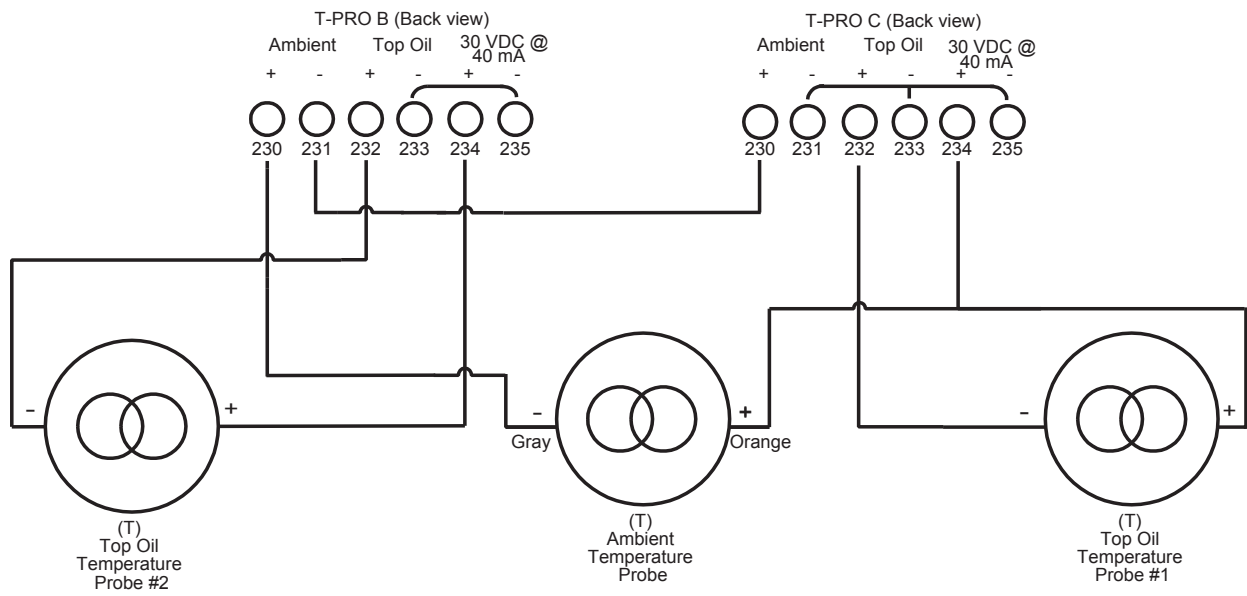 T-PRO B (Back view)
Ambient Top Oil 30 VDC @
40 mA
+ - + - + -
230 231 232 233 234 235
T-PRO C (Back view)
Ambient Top Oil 30 VDC @
40 mA
+ - + - + -
230 231 232 233 234 235
- +
(T)
Top Oil
Temperature
Probe #2
- +
Gray Orange
(T)
Ambient
Temperature
Probe
- +
(T)
Top Oil
Temperature
Probe #1